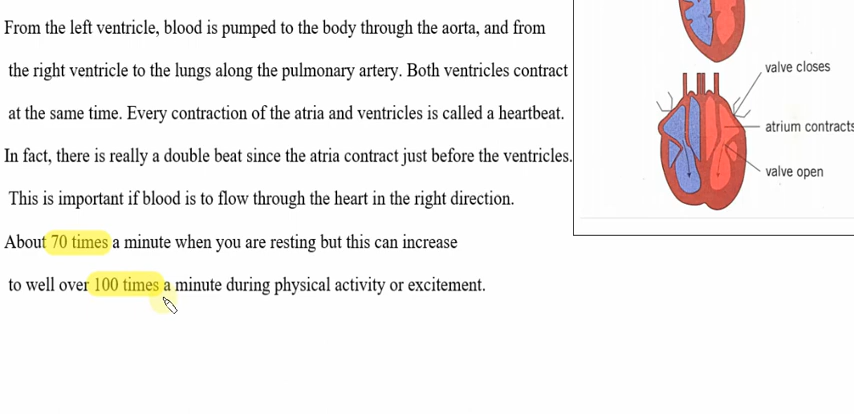 From the left ventricle, blood is pumped to the body through the aorta, and from
the right ventricle to the lungs along the pulmonary artery. Both ventricles contract
at the same time. Every contraction of the atria and ventricles is called a heartbeat.
In fact, there is really a double beat since the atria contract just before the ventricles.
This is important if blood is to flow through the heart in the right direction.
About 70 times a minute when you are resting but this can increase
to well over 100 times a minute during physical activity or excitement.
valve closes
atrium contracts
valve open